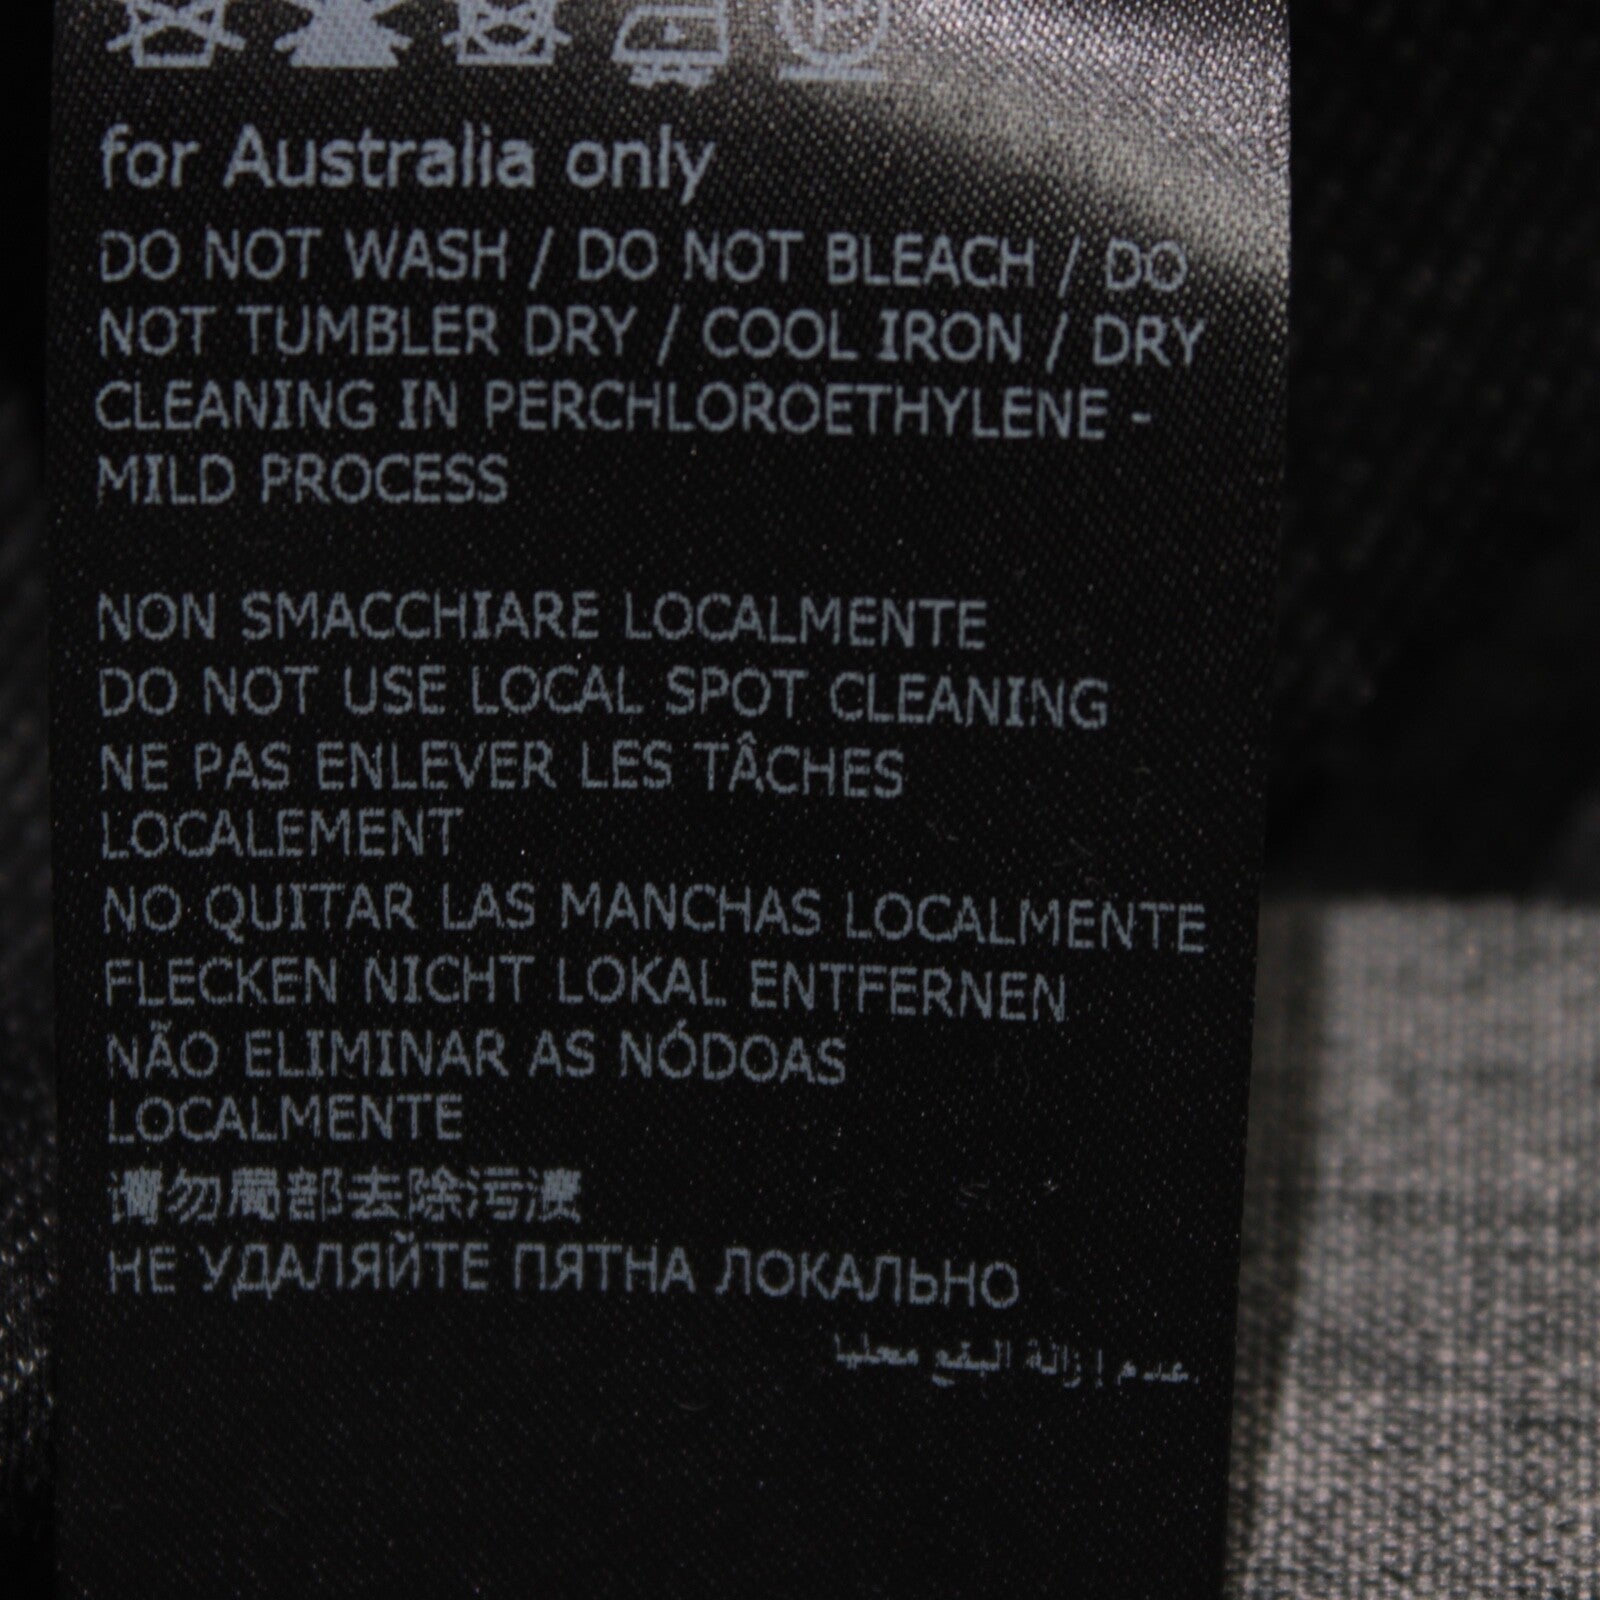 for Australia only
DO NOT WASH / DO NOT BLEACH / DO
NOT TUMBLER DRY / COOL IRON / DRY
CLEANING IN PERCHLOROETHYLENE -
MILD PROCESS
NON SMACCHIARE LOCALMENTE
DO NOT USE LOCAL SPOT CLEANING
NE PAS ENLEVER LES TÂCHES
LOCALEMENT
NO QUITAR LAS MANCHAS LOCALMENTE
FLECKEN NICHT LOKAL ENTFERNEN
NÃO ELIMINAR AS NÓDOAS
LOCALMENTE
请勿局部去除污渍
НЕ УДАЛЯЙТЕ ПЯТНА ЛОКАЛЬНО
عدم إزالة البقع محليا.